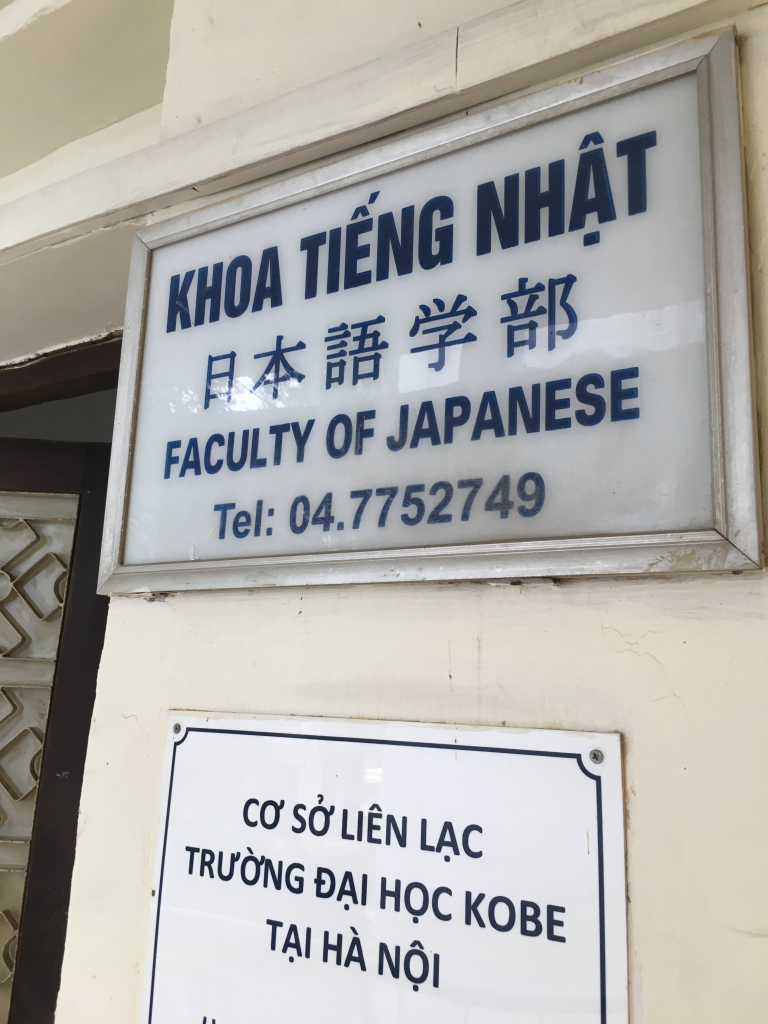 KHOA TIẾNG NHẬT
日本語学部
FACULTY OF JAPANESE
Tel: 04.7752749
CƠ SỞ LIÊN LẠC
TRƯỜNG ĐẠI HỌC KOBE
TẠI HÀ NỘI